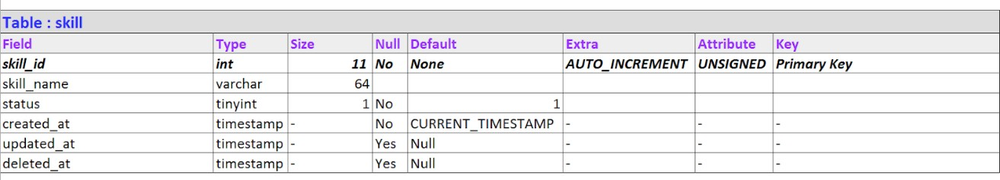 Table : skill
Field Type Size Null Default Extra Attribute Key
skill_id int 11 No None AUTO_INCREMENT UNSIGNED Primary Key
skill_name varchar 64
status tinyint 1 No 1
created_at timestamp - No CURRENT_TIMESTAMP - - -
updated_at timestamp - Yes Null - - -
deleted_at timestamp - Yes Null - - -